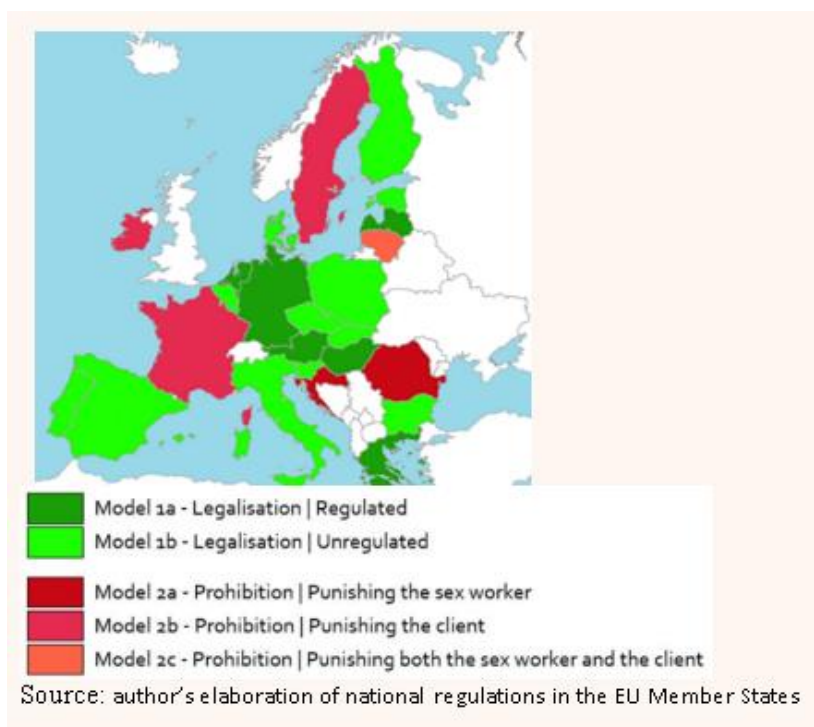 Model 1a - Legalisation | Regulated
Model 1b - Legalisation | Unregulated
Model 2a - Prohibition | Punishing the sex worker
Model 2b - Prohibition | Punishing the client
Model 2c - Prohibition | Punishing both the sex worker and the client
Source: author's elaboration of national regulations in the EU Member States